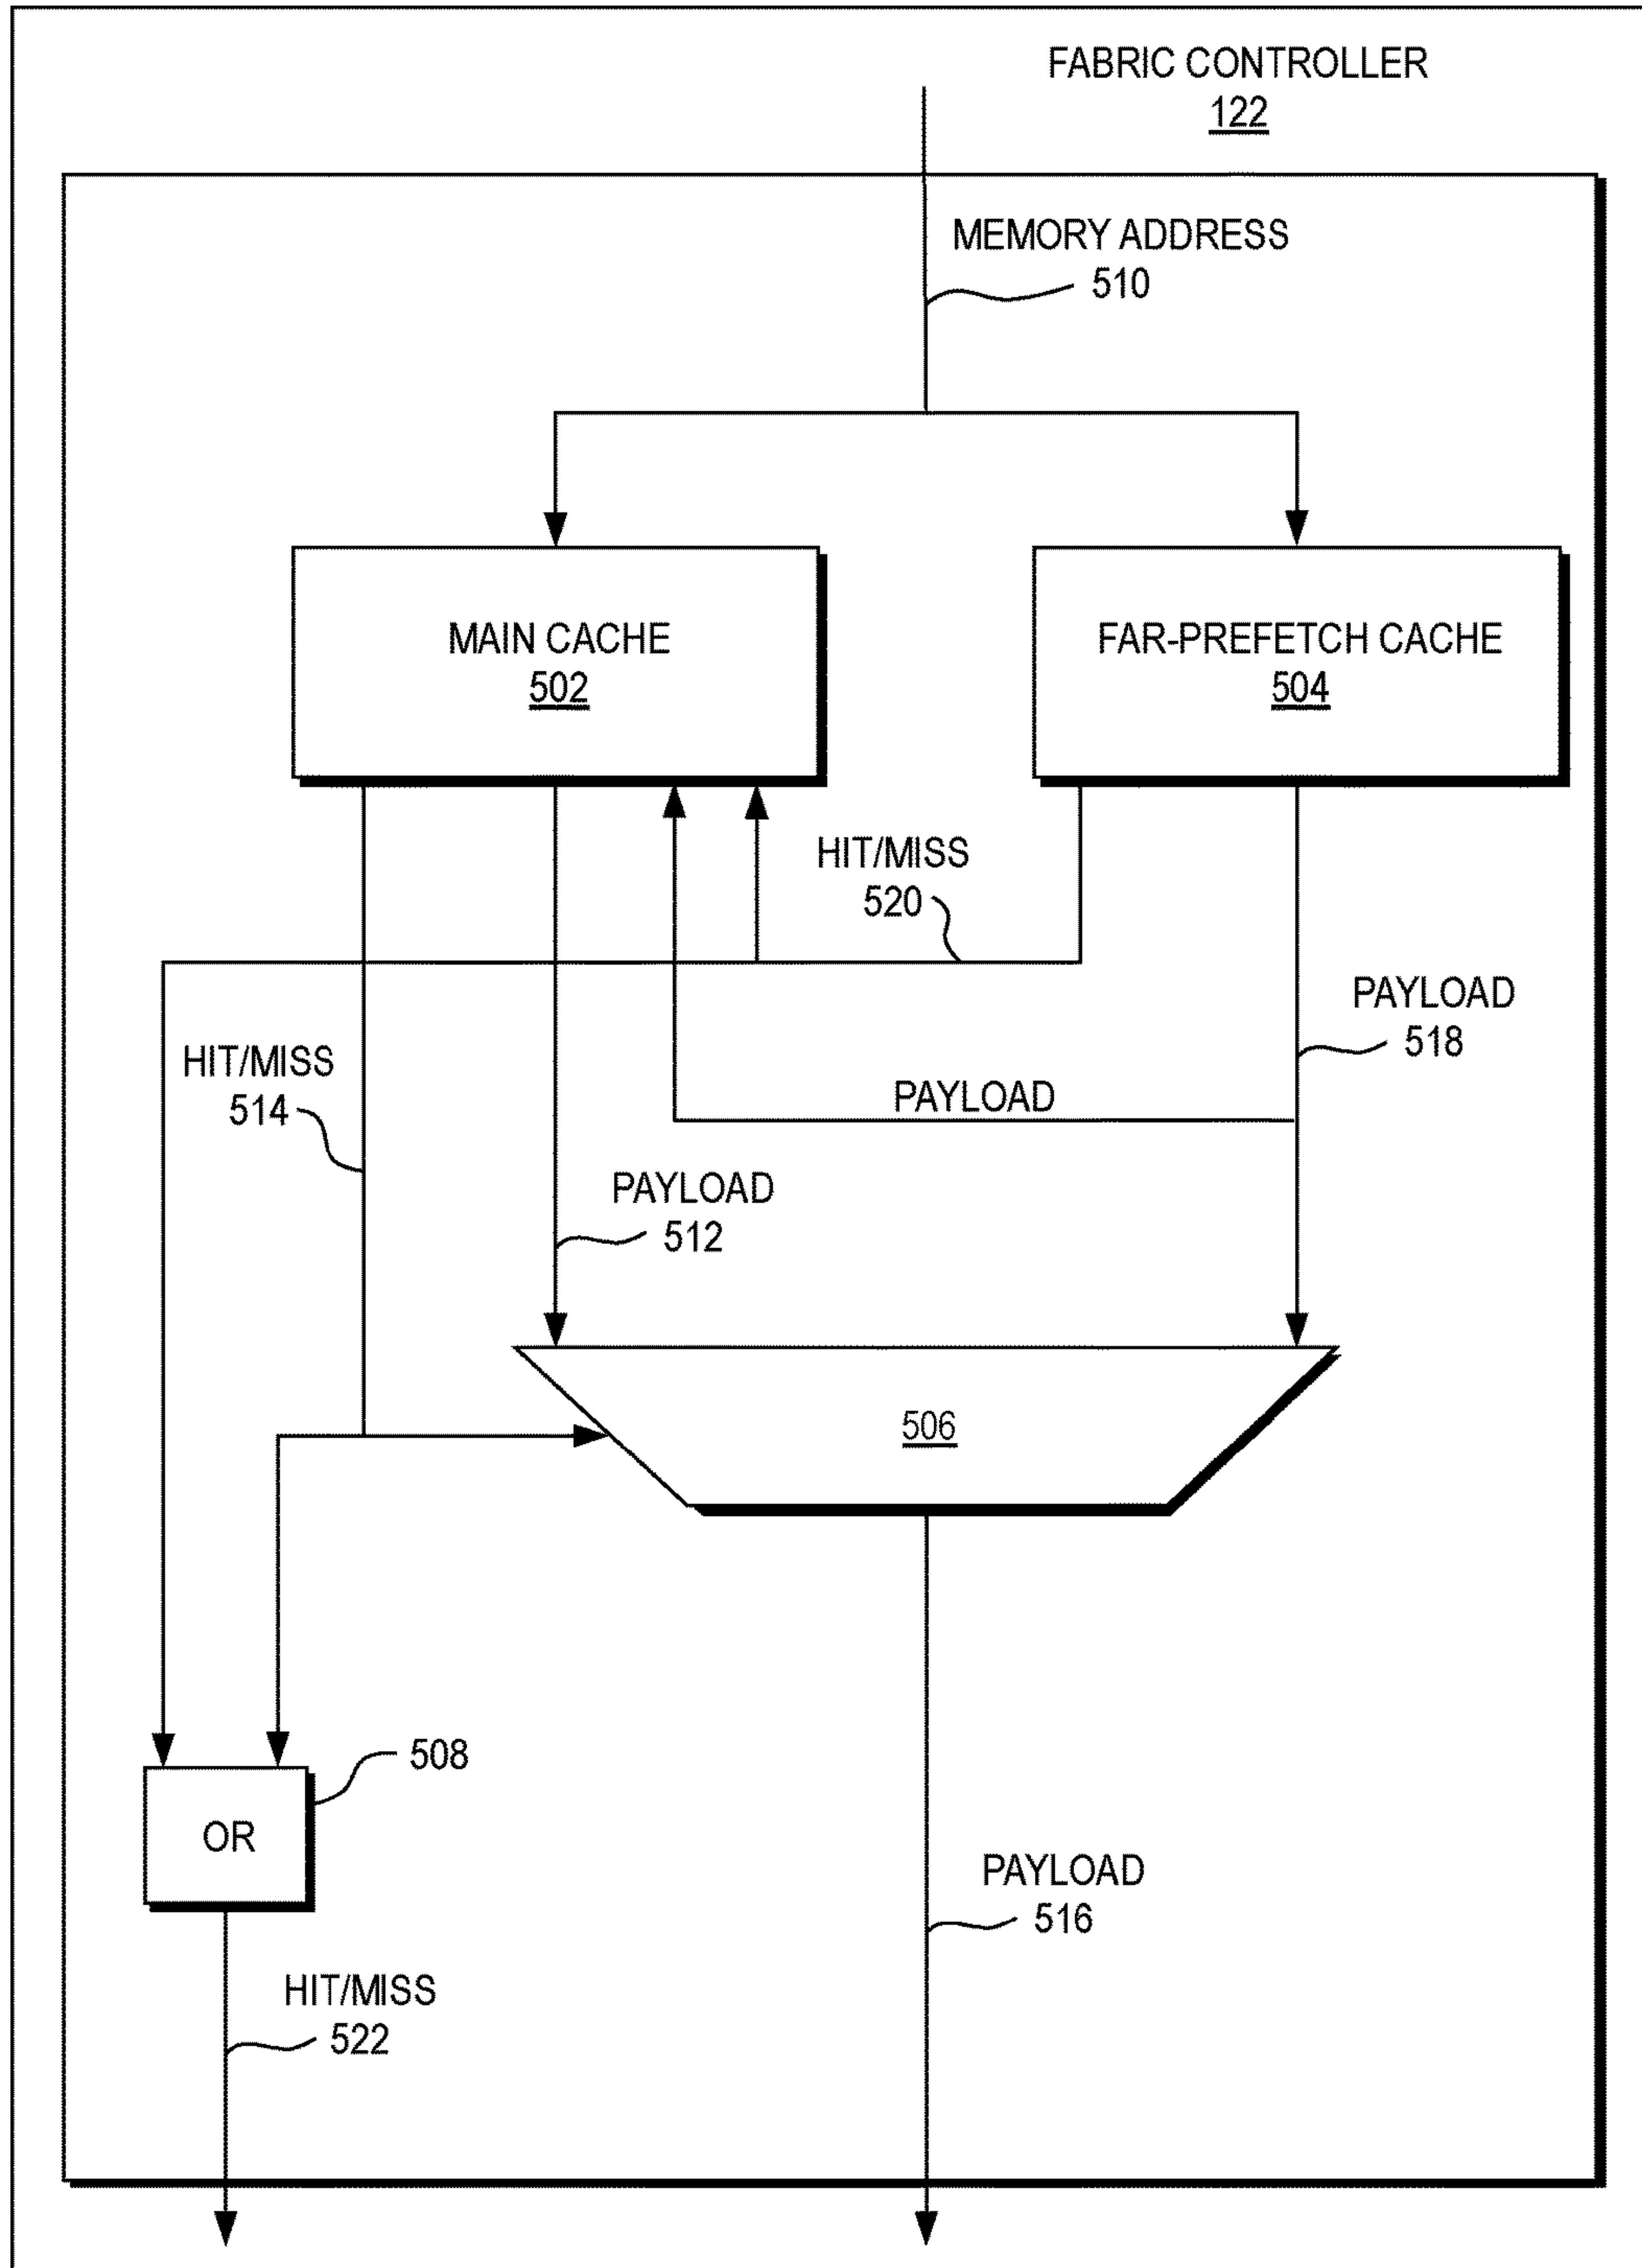 FABRIC CONTROLLER
122
MEMORY ADDRESS
510
MAIN CACHE
502
FAR-PREFETCH CACHE
504
HIT/MISS
520
PAYLOAD
518
HIT/MISS
514
PAYLOAD
PAYLOAD
512
506
508
OR
PAYLOAD
516
HIT/MISS
522